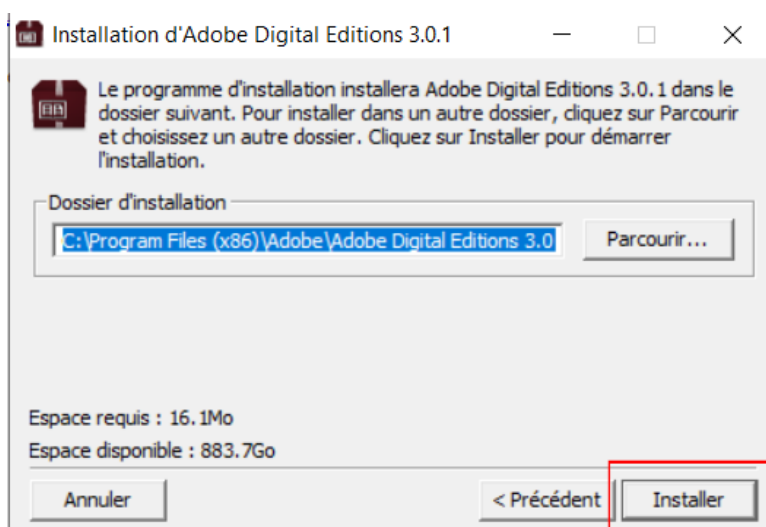 Installation d'Adobe Digital Editions 3.0.1
Le programme d'installation installera Adobe Digital Editions 3.0.1 dans le
dossier suivant. Pour installer dans un autre dossier, cliquez sur Parcourir
et choisissez un autre dossier. Cliquez sur Installer pour démarrer
l'installation.
Dossier d'installation
C:\Program Files (x86)\Adobe\Adobe Digital Editions 3.0
Parcourir...
Espace requis : 16.1Mo
Espace disponible : 883.7Go
Annuler
< Précédent
Installer